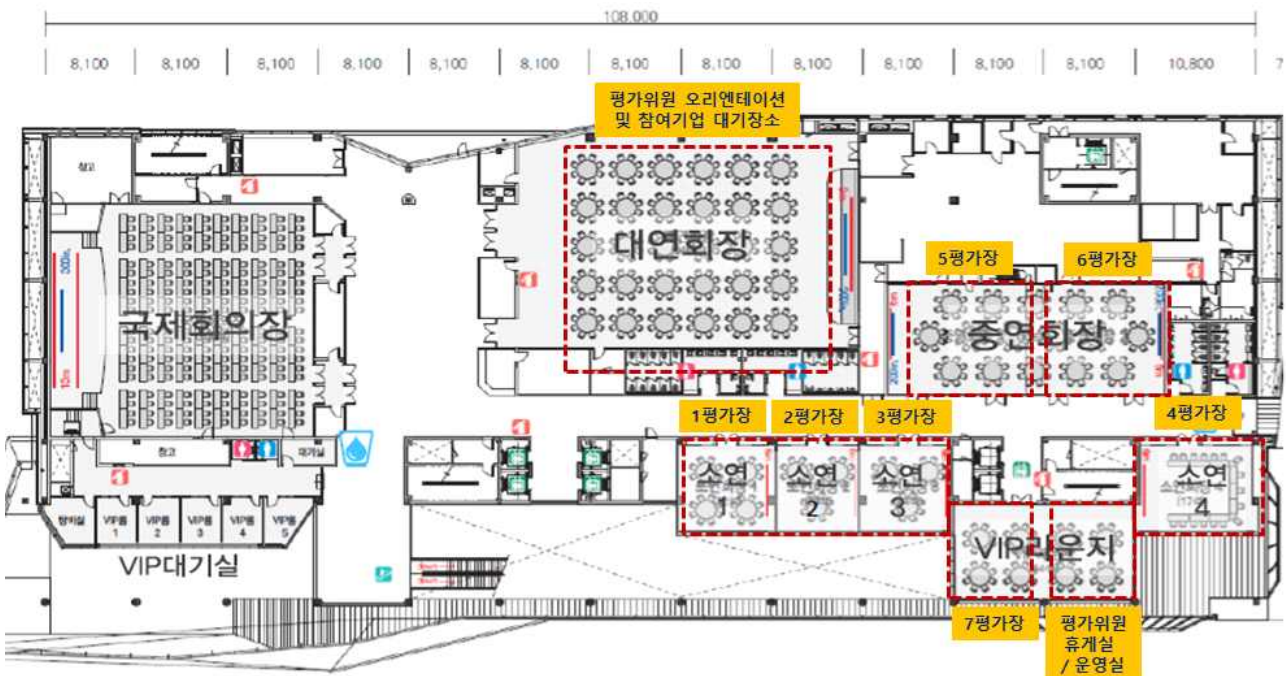 108.000
8,100 8,100 8,100 8,100 8,100 8,100 8,100 8,100 8,100 8,100 8,100 8,100 10,800 7
평가위원 오리엔테이션
및 참여기업 대기장소
창고
300in.
10m
국제회의장
대연회장
5평가장
6평가장
중연회장
200in.
6m
1평가장
2평가장
3평가장
4평가장
창고
대기실
소연
1
소연
2
소연
3
소연
4
VIP룸
1
VIP룸
2
VIP룸
3
VIP룸
4
VIP룸
5
VIP대기실
VIP라운지
7평가장
평가위원
휴게실
/ 운영실